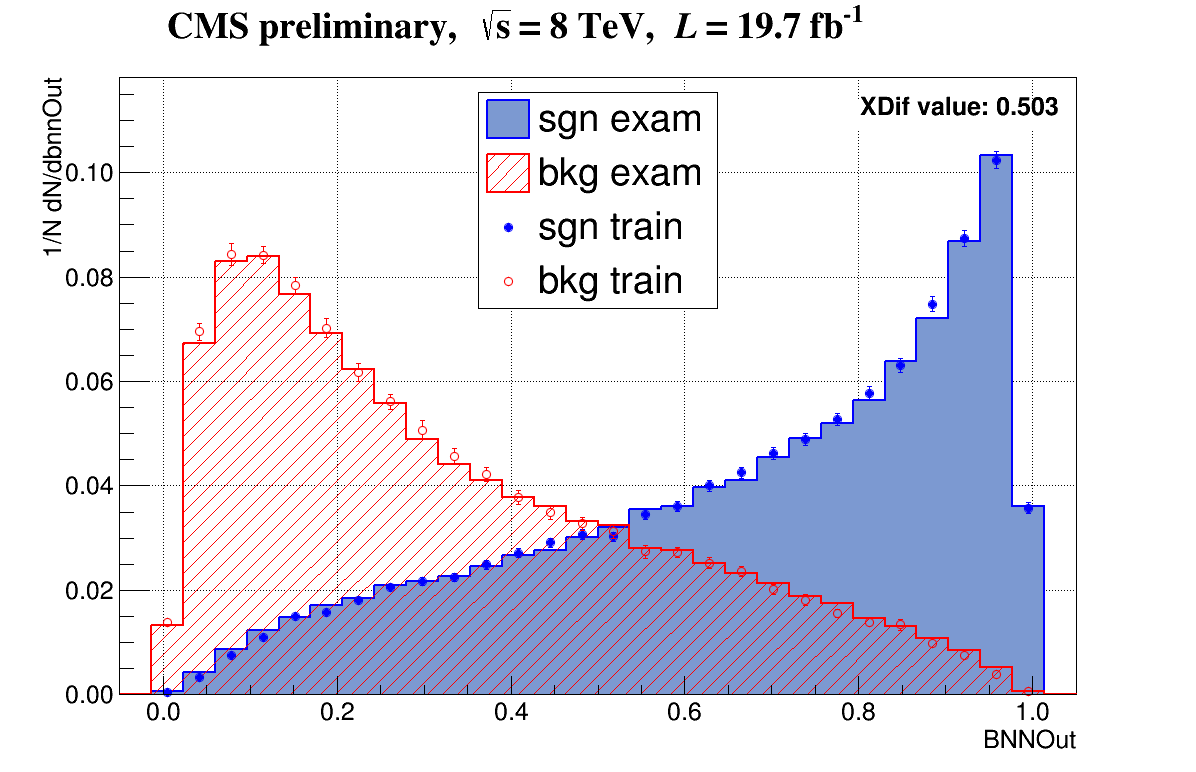 CMS preliminary, √s = 8 TeV, L = 19.7 fb⁻¹
1/N dN/dbnnOut
XDif value: 0.503
sgn exam
bkg exam
sgn train
bkg train
0.10
0.08
0.06
0.04
0.02
0.00
0.0 0.2 0.4 0.6 0.8 1.0
BNNOut